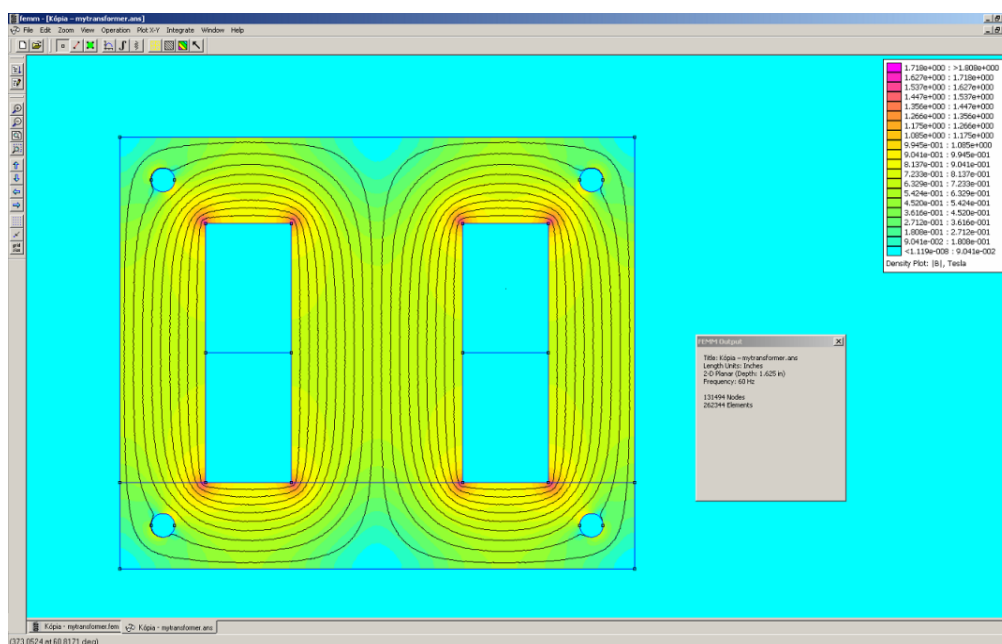 femm - [Kópia - mytransformer.ans]
File Edit Zoom View Operation Plot X-Y Integrate Window Help
1.718e+000 : >1.808e+000
1.627e+000 : 1.718e+000
1.537e+000 : 1.627e+000
1.447e+000 : 1.537e+000
1.356e+000 : 1.447e+000
1.266e+000 : 1.356e+000
1.175e+000 : 1.266e+000
1.085e+000 : 1.175e+000
9.945e-001 : 1.085e+000
9.041e-001 : 9.945e-001
8.137e-001 : 9.041e-001
7.233e-001 : 8.137e-001
6.329e-001 : 7.233e-001
5.424e-001 : 6.329e-001
4.520e-001 : 5.424e-001
3.616e-001 : 4.520e-001
2.712e-001 : 3.616e-001
1.808e-001 : 2.712e-001
9.041e-002 : 1.808e-001
<1.119e-008 : 9.041e-002
Density Plot: |B|, Tesla
FEMM Output
Title: Kópia - mytransformer.ans
Length Units: Inches
2-D Planar (Depth: 1.625 in)
Frequency: 60 Hz
131494 Nodes
262344 Elements
Kópia - mytransformer.fem
Kópia - mytransformer.ans
(373.0524 at 60.8171 deg)